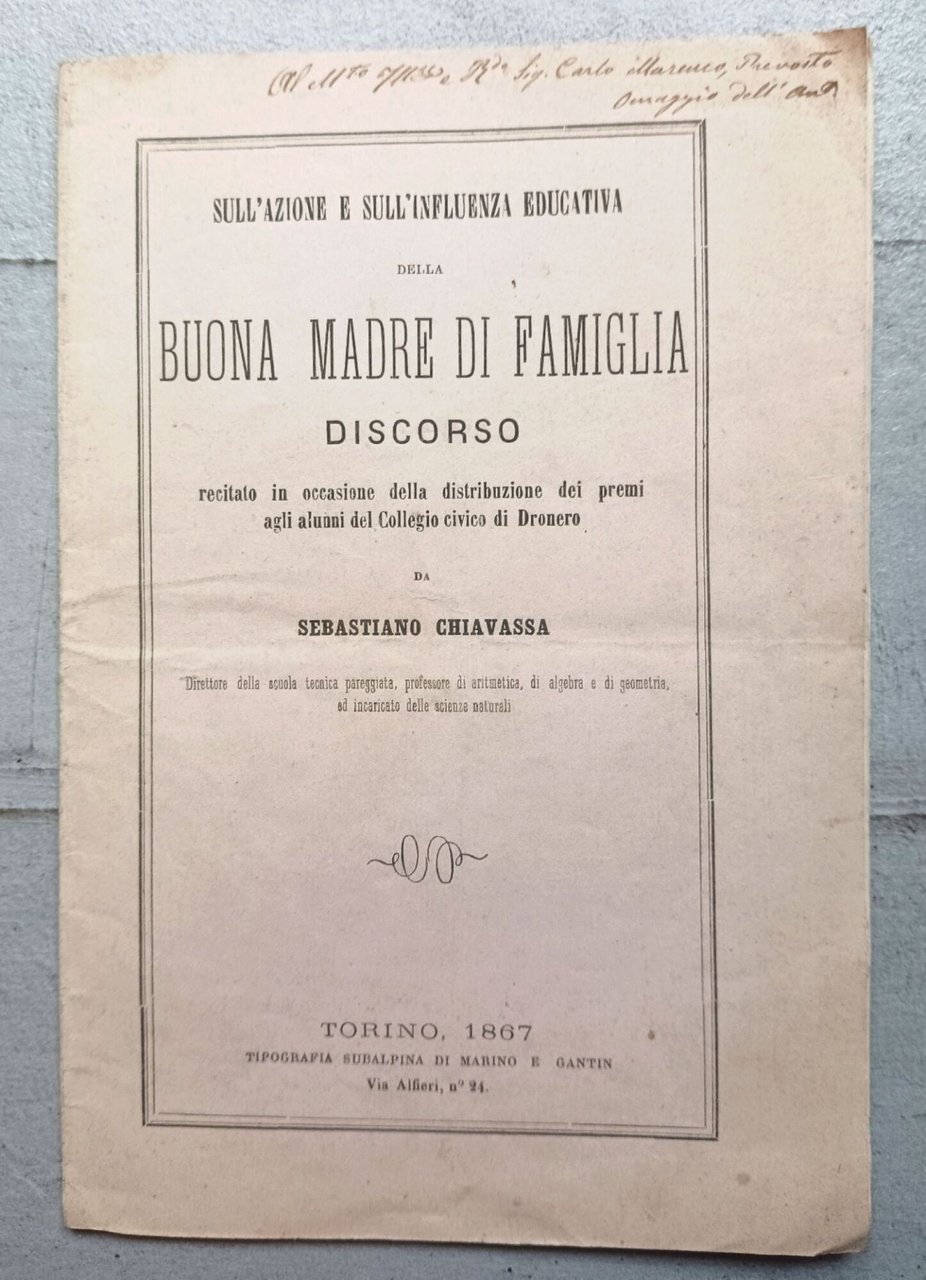 Al M.to Ill.e e R.do Sig. Carlo Marenco, Prevosto
Omaggio dell'
SULL'AZIONE E SULL'INFLUENZA EDUCATIVA
DELLA
BUONA MADRE DI FAMIGLIA
DISCORSO
recitato in occasione della distribuzione dei premi
agli alunni del Collegio civico di Dronero
DA
SEBASTIANO CHIAVASSA
Direttore della scuola tecnica pareggiata, professore di aritmetica, di algebra e di geometria,
ed incaricato delle scienze naturali
TORINO, 1867
TIPOGRAFIA SUBALPINA DI MARINO E GANTIN
Via Alfieri, nº 24.